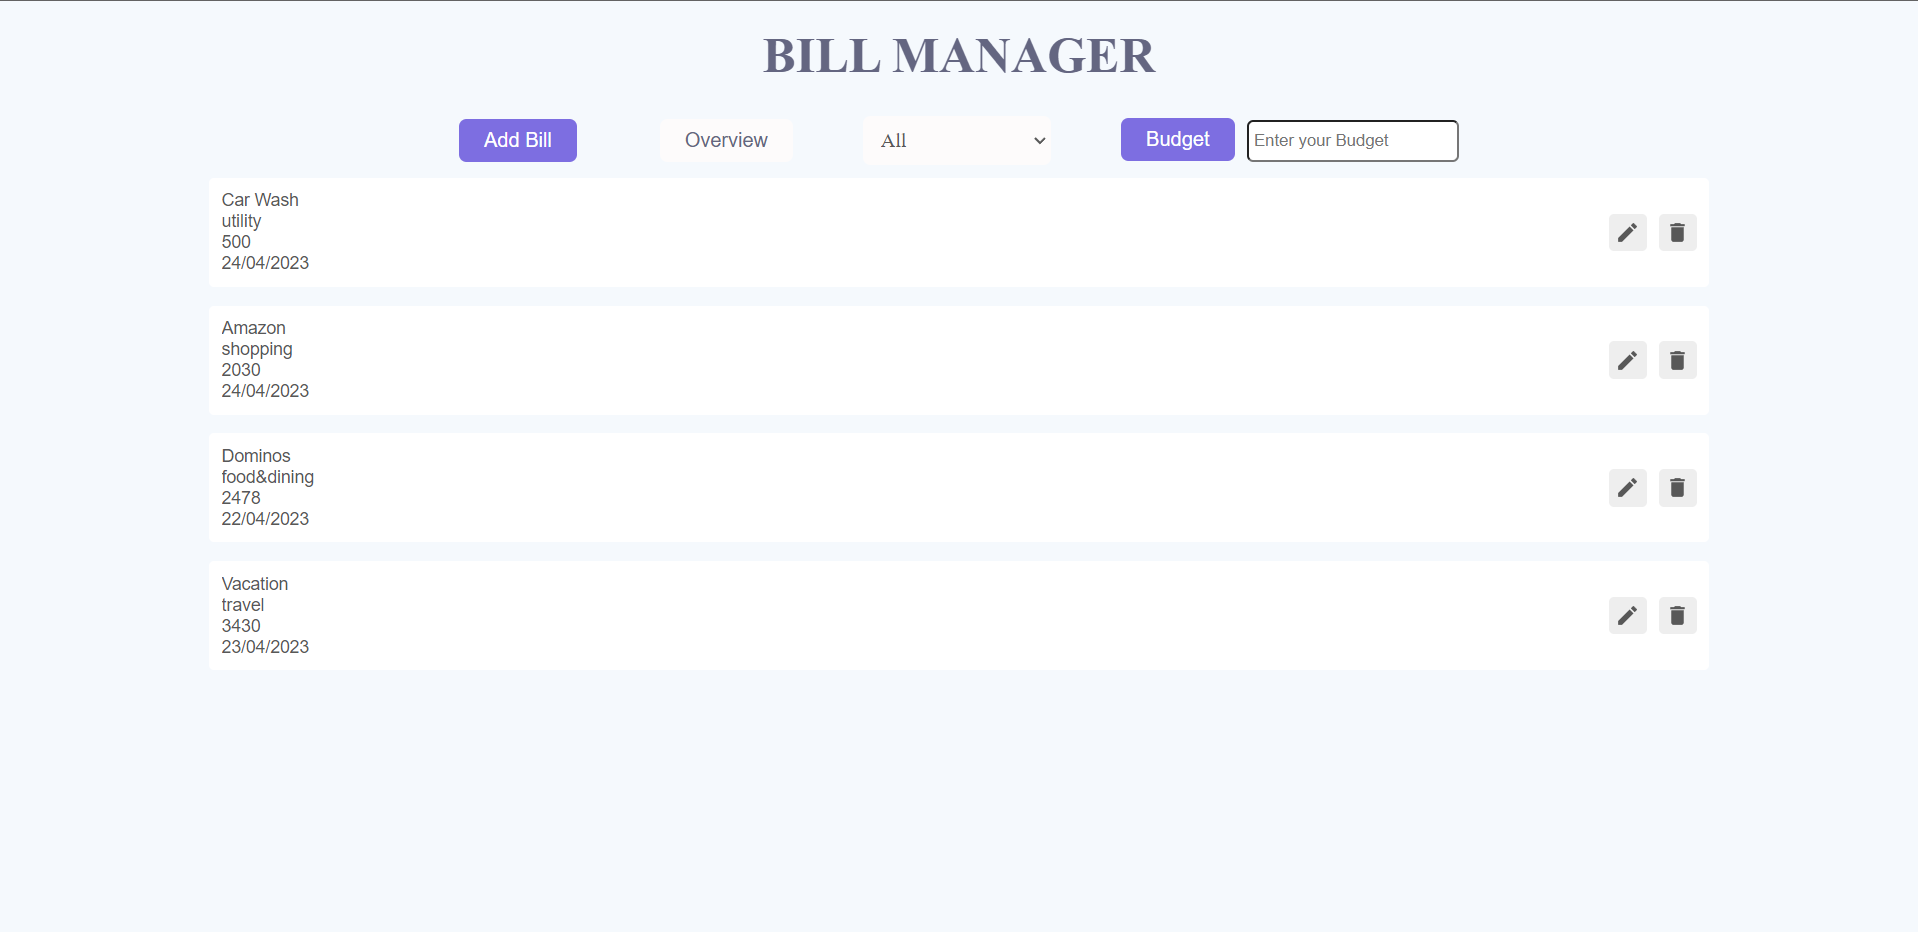 BILL MANAGER
Add Bill
Overview
All
Budget
Enter your Budget
Car Wash
utility
500
24/04/2023
Amazon
shopping
2030
24/04/2023
Dominos
food&dining
2478
22/04/2023
Vacation
travel
3430
23/04/2023